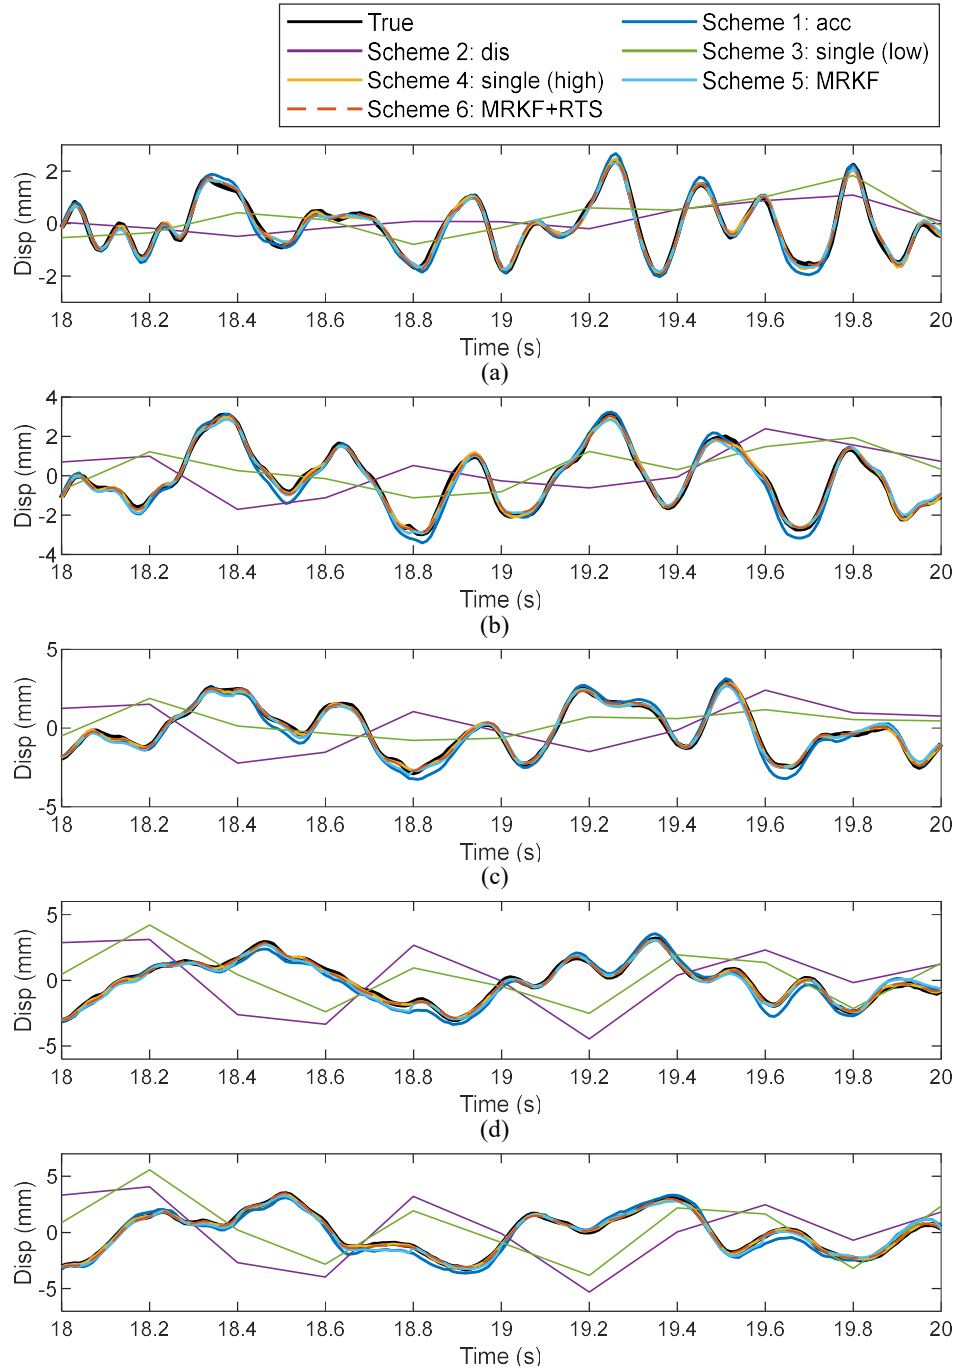 True
Scheme 1: acc
Scheme 2: dis
Scheme 3: single (low)
Scheme 4: single (high)
Scheme 5: MRKF
Scheme 6: MRKF+RTS
Disp (mm)
2
0
-2
18 18.2 18.4 18.6 18.8 19 19.2 19.4 19.6 19.8 20
Time (s)
(a)
Disp (mm)
4
2
0
-2
-4
18 18.2 18.4 18.6 18.8 19 19.2 19.4 19.6 19.8 20
Time (s)
(b)
Disp (mm)
5
0
-5
18 18.2 18.4 18.6 18.8 19 19.2 19.4 19.6 19.8 20
Time (s)
(c)
Disp (mm)
5
0
-5
18 18.2 18.4 18.6 18.8 19 19.2 19.4 19.6 19.8 20
Time (s)
(d)
Disp (mm)
5
0
-5
18 18.2 18.4 18.6 18.8 19 19.2 19.4 19.6 19.8 20
Time (s)